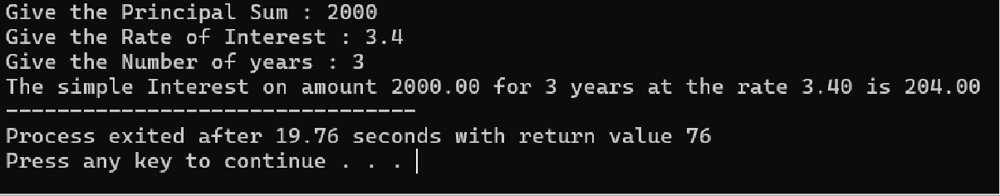 Give the Principal Sum : 2000
Give the Rate of Interest : 3.4
Give the Number of years : 3
The simple Interest on amount 2000.00 for 3 years at the rate 3.40 is 204.00
--------------------------------
Process exited after 19.76 seconds with return value 76
Press any key to continue . . .